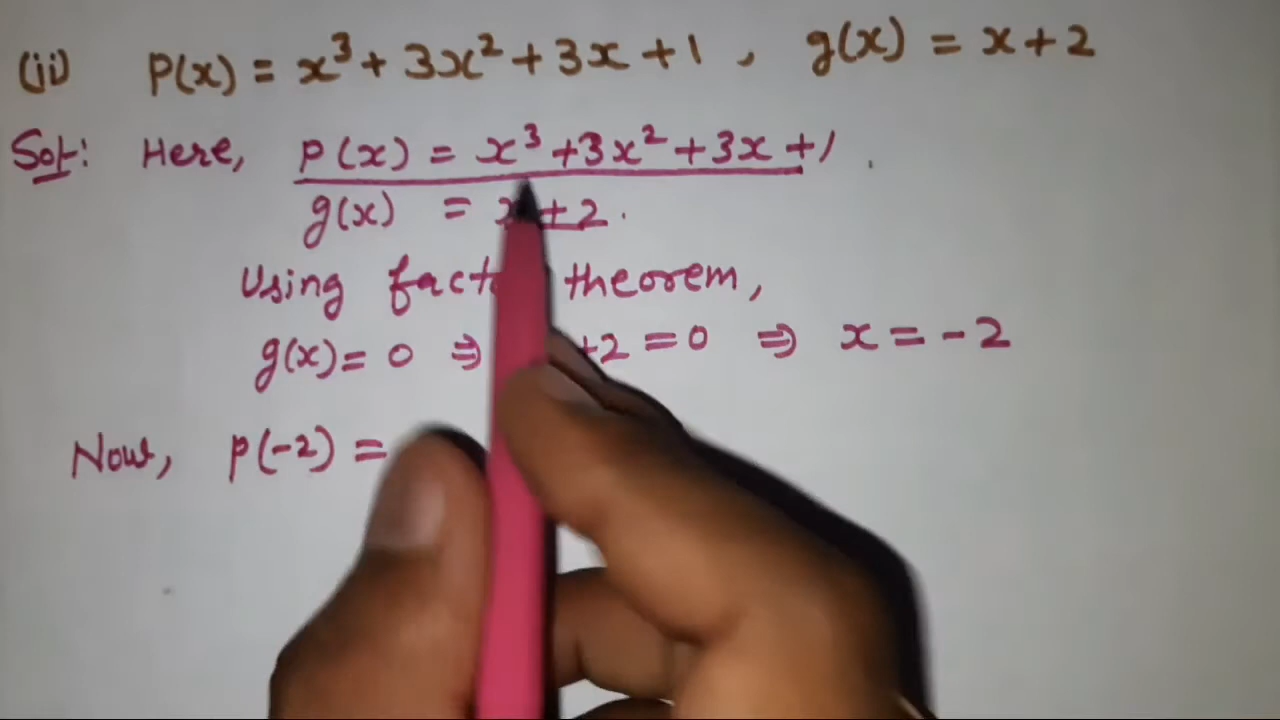 (ii) P(x) = x³ + 3x² + 3x + 1 , g(x) = x + 2
Sol: Here, P(x) = x³ + 3x² + 3x + 1
g(x) = x + 2.
Using theorem,
g(x) = 0 ⇒ +2 = 0 ⇒ x = -2
Now, P(-2) =